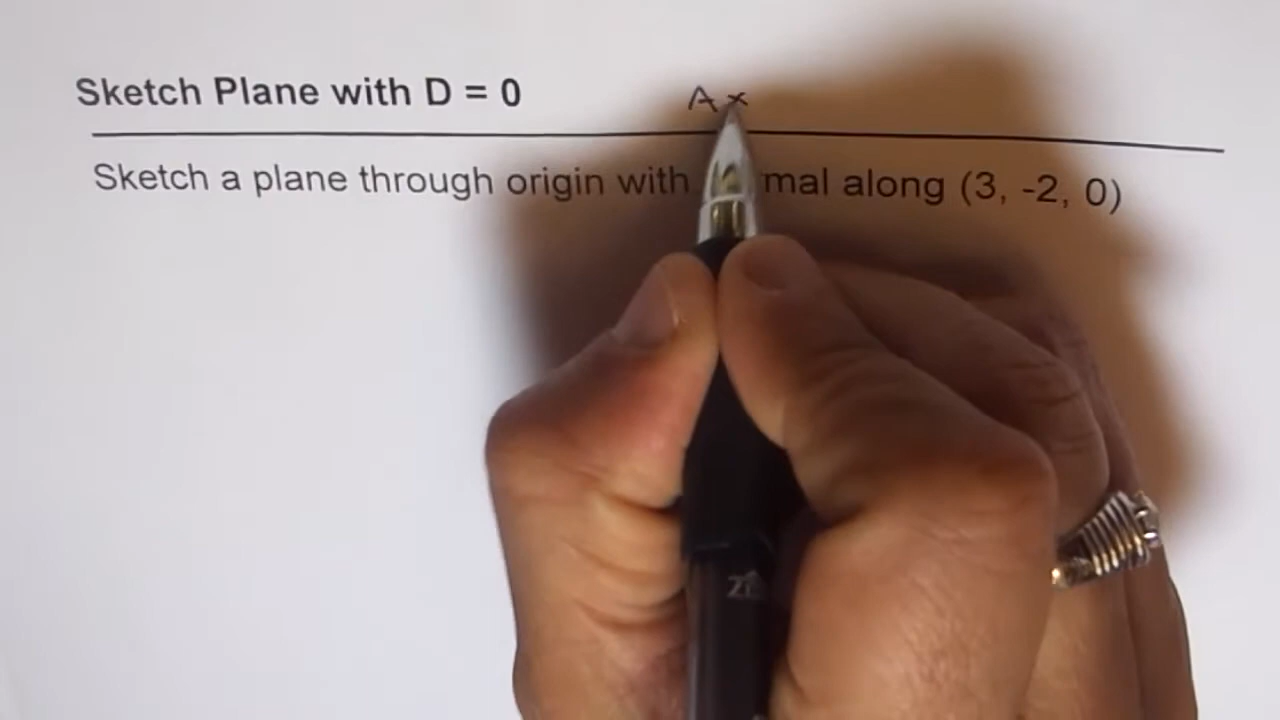 Sketch Plane with D = 0
Ax
Sketch a plane through origin with mal along (3, -2, 0)